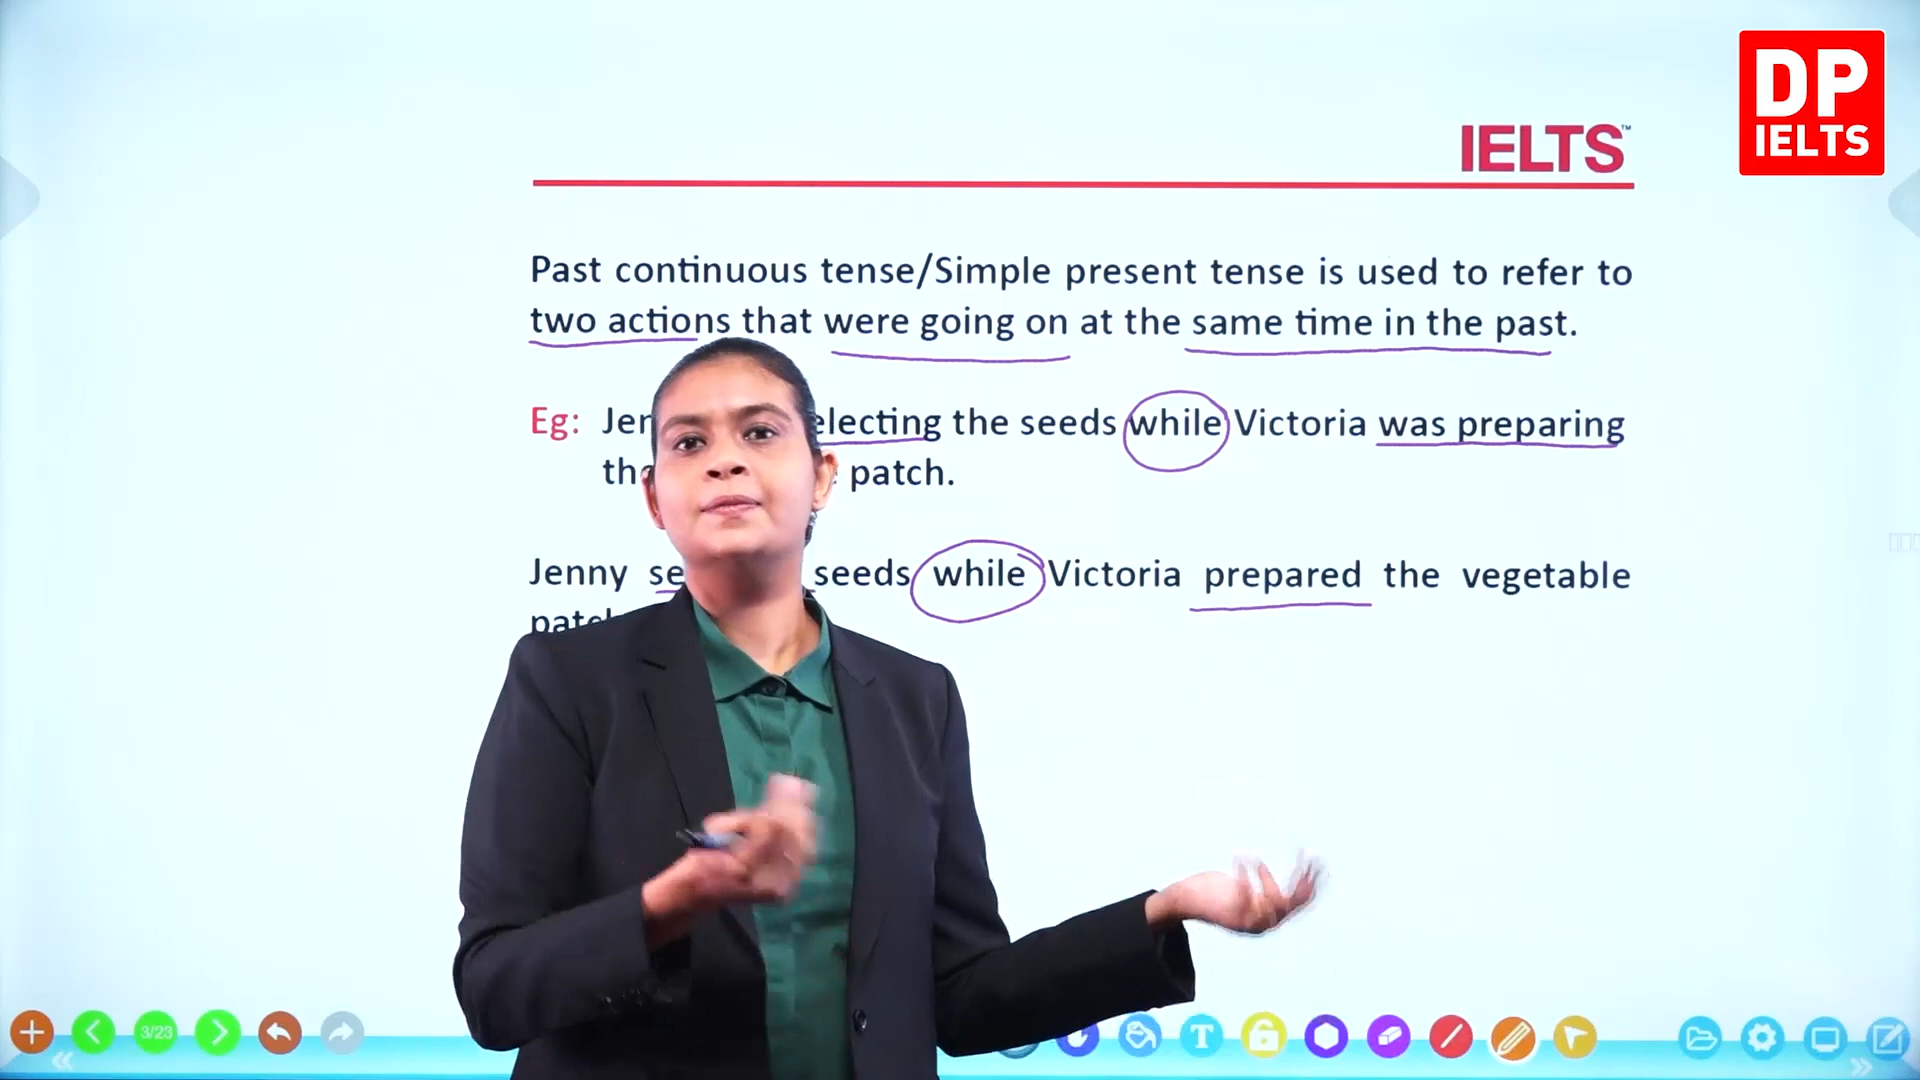 DP
IELTS
IELTS™
Past continuous tense/Simple present tense is used to refer to
two actions that were going on at the same time in the past.
Eg: Jen electing the seeds while Victoria was preparing
th patch.
Jenny se seeds while Victoria prepared the vegetable
patch
3/23
T